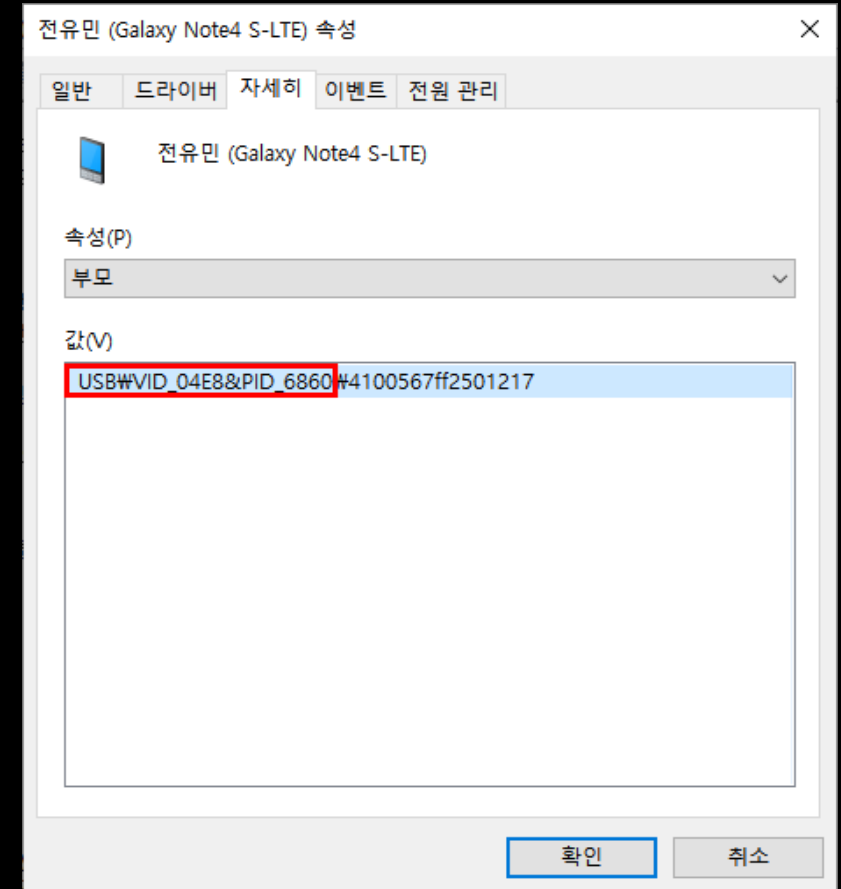 전유민 (Galaxy Note4 S-LTE) 속성
일반 드라이버 자세히 이벤트 전원 관리
전유민 (Galaxy Note4 S-LTE)
속성(P)
부모
값(V)
USB₩VID_04E8&PID_6860₩4100567ff2501217
확인 취소